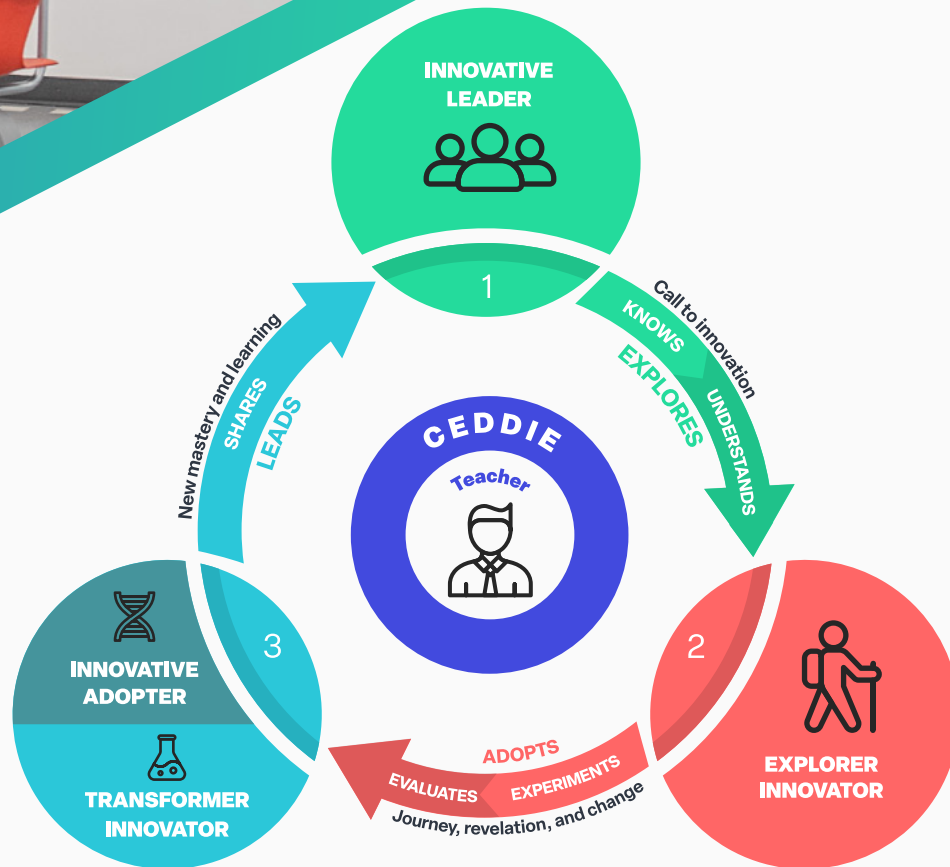 INNOVATIVE
LEADER
1
Call to innovation
KNOWS
UNDERSTANDS
EXPLORES
2
EXPLORER
INNOVATOR
ADOPTS
EXPERIMENTS
EVALUATES
Journey, revelation, and change
3
INNOVATIVE
ADOPTER
TRANSFORMER
INNOVATOR
New mastery and learning
SHARES
LEADS
CEDDIE
Teacher